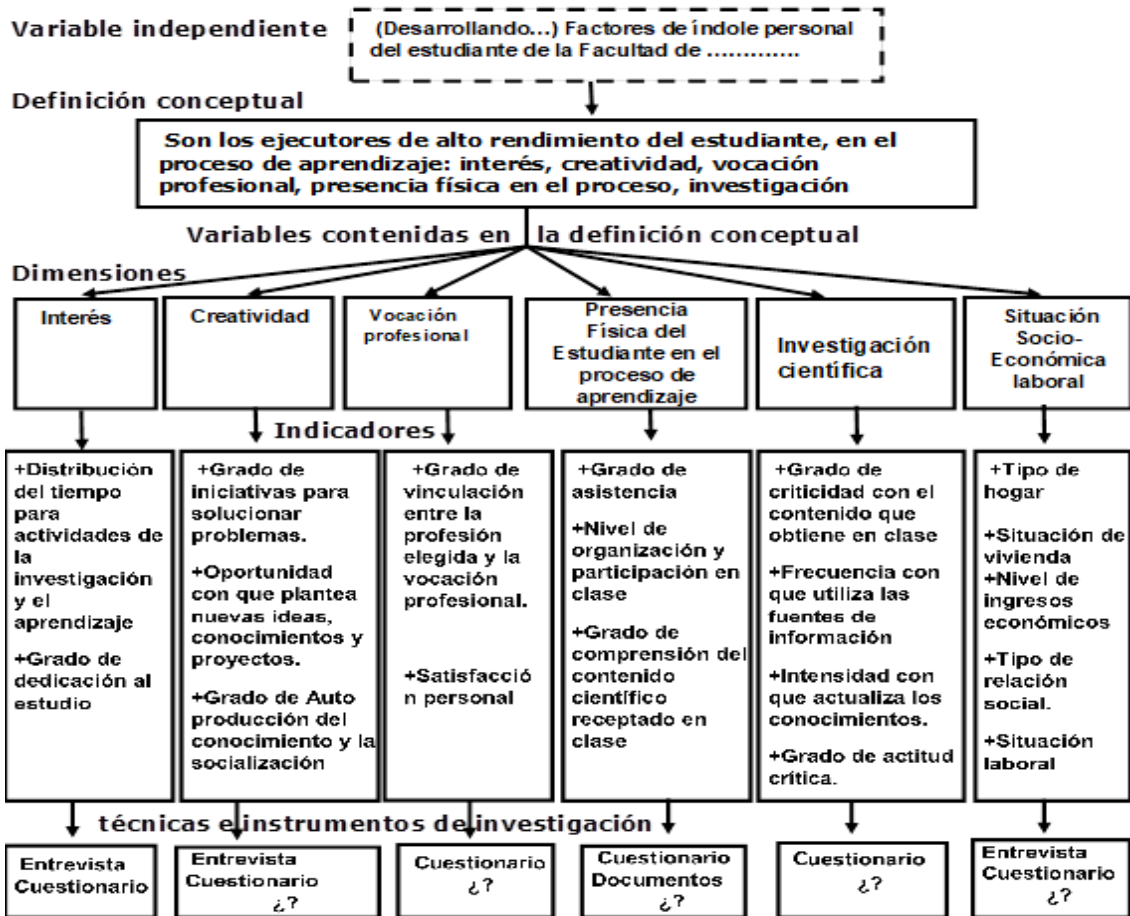 Variable independiente
(Desarrollando...) Factores de índole personal
del estudiante de la Facultad de .............
Definición conceptual
Son los ejecutores de alto rendimiento del estudiante, en el
proceso de aprendizaje: interés, creatividad, vocación
profesional, presencia física en el proceso, investigación
Variables contenidas en la definición conceptual
Dimensiones
Interés
Creatividad
Vocación
profesional
Presencia
Física del
Estudiante en el
proceso de
aprendizaje
Investigación
científica
Situación
Socio-
Económica
laboral
Indicadores
+Distribución
del tiempo
para
actividades de
la
investigación
y el
aprendizaje
+Grado de
dedicación al
estudio
+Grado de
iniciativas para
solucionar
problemas.
+Oportunidad
con que plantea
nuevas ideas,
conocimientos y
proyectos.
+Grado de Auto
producción del
conocimiento y la
socialización
+Grado de
vinculación
entre la
profesión
elegida y la
vocación
profesional.
+Satisfacció
n personal
+Grado de
asistencia
+Nivel de
organización y
participación en
clase
+Grado de
comprensión del
contenido
científico
receptado en
clase
+Grado de
criticidad con el
contenido que
obtiene en clase
+Frecuencia con
que utiliza las
fuentes de
información
+Intensidad con
que actualiza los
conocimientos.
+Grado de actitud
crítica.
+Tipo de
hogar
+Situación de
vivienda
+Nivel de
ingresos
económicos
+Tipo de
relación
social.
+Situación
laboral
técnicas e instrumentos de investigación
Entrevista
Cuestionario
Entrevista
Cuestionario
¿?
Cuestionario
¿?
Cuestionario
Documentos
¿?
Cuestionario
¿?
Entrevista
Cuestionario
¿?